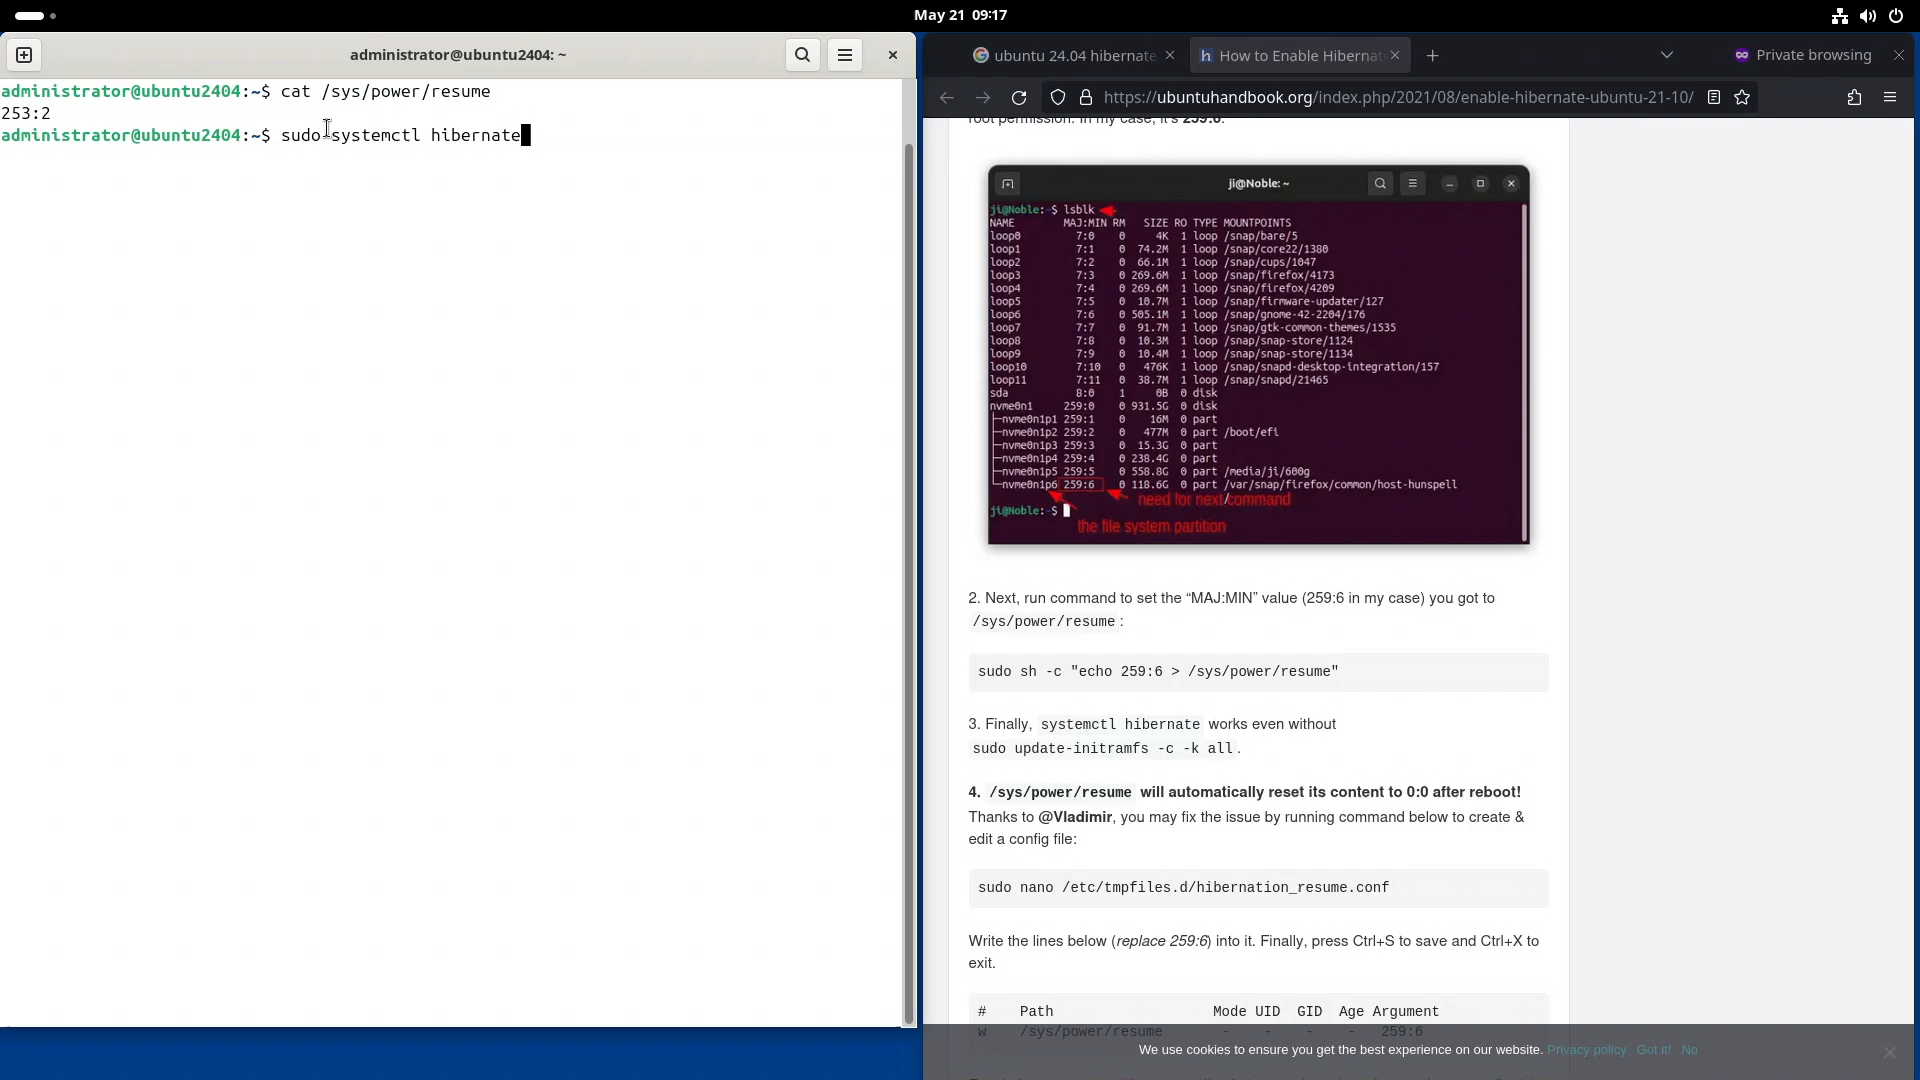 May 21 09:17
administrator@ubuntu2404: ~
administrator@ubuntu2404:~$ cat /sys/power/resume
253:2
administrator@ubuntu2404:~$ sudo systemctl hibernate
ubuntu 24.04 hibernate
How to Enable Hibernat
Private browsing
https://ubuntuhandbook.org/index.php/2021/08/enable-hibernate-ubuntu-21-10/
root permission. In my case, it's 259:6.
ji@Noble: ~
ji@Noble:~$ lsblk
NAME MAJ:MIN RM SIZE RO TYPE MOUNTPOINTS
loop0 7:0 0 4K 1 loop /snap/bare/5
loop1 7:1 0 74.2M 1 loop /snap/core22/1380
loop2 7:2 0 66.1M 1 loop /snap/cups/1047
loop3 7:3 0 269.6M 1 loop /snap/firefox/4173
loop4 7:4 0 269.6M 1 loop /snap/firefox/4209
loop5 7:5 0 10.7M 1 loop /snap/firmware-updater/127
loop6 7:6 0 505.1M 1 loop /snap/gnome-42-2204/176
loop7 7:7 0 91.7M 1 loop /snap/gtk-common-themes/1535
loop8 7:8 0 10.3M 1 loop /snap/snap-store/1124
loop9 7:9 0 10.4M 1 loop /snap/snap-store/1134
loop10 7:10 0 476K 1 loop /snap/snapd-desktop-integration/157
loop11 7:11 0 38.7M 1 loop /snap/snapd/21465
sda 8:0 1 0B 0 disk
nvme0n1 259:0 0 931.5G 0 disk
├─nvme0n1p1 259:1 0 16M 0 part
├─nvme0n1p2 259:2 0 477M 0 part /boot/efi
├─nvme0n1p3 259:3 0 15.3G 0 part
├─nvme0n1p4 259:4 0 238.4G 0 part
├─nvme0n1p5 259:5 0 558.8G 0 part /media/ji/600g
└─nvme0n1p6 259:6 0 118.6G 0 part /var/snap/firefox/common/host-hunspell
/
need for next command
ji@Noble:~$
the file system partition
2. Next, run command to set the “MAJ:MIN” value (259:6 in my case) you got to
/sys/power/resume :
sudo sh -c "echo 259:6 > /sys/power/resume"
3. Finally, systemctl hibernate works even without
sudo update-initramfs -c -k all .
4. /sys/power/resume will automatically reset its content to 0:0 after reboot!
Thanks to @Vladimir, you may fix the issue by running command below to create &
edit a config file:
sudo nano /etc/tmpfiles.d/hibernation_resume.conf
Write the lines below (replace 259:6) into it. Finally, press Ctrl+S to save and Ctrl+X to
exit.
# Path Mode UID GID Age Argument
w /sys/power/resume - - - - 259:6
We use cookies to ensure you get the best experience on our website. Privacy policy Got it! No